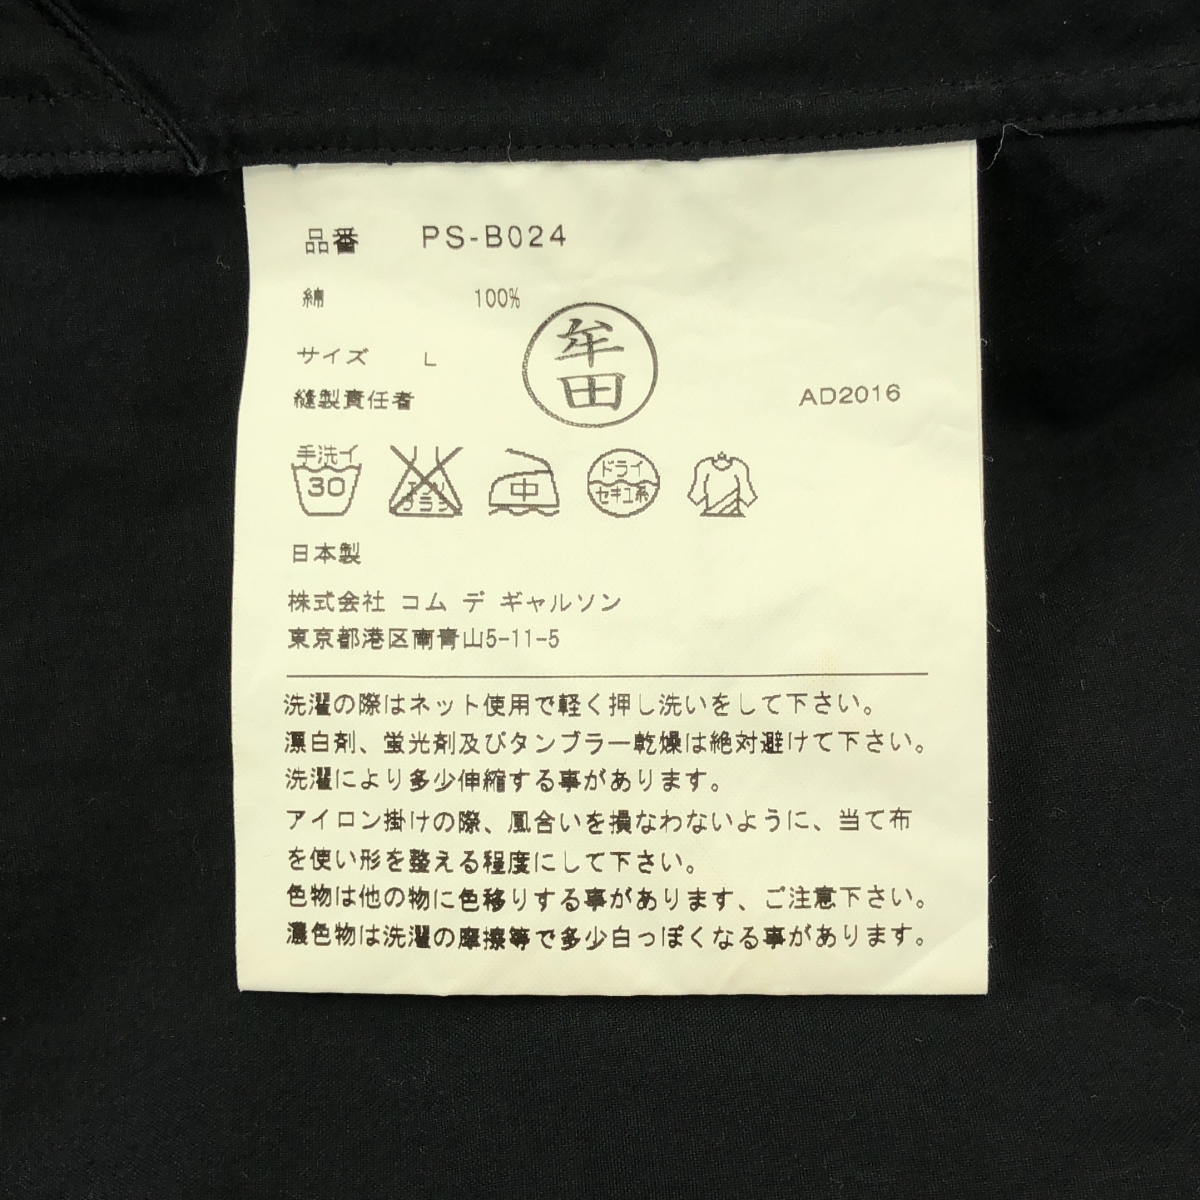 品番 PS-B024
綿 100%
サイズ L
縫製責任者 牟田 AD2016
手洗イ 30
エンソ サラシ
中
ドライ
セキユ系
日本製
株式会社 コム デ ギャルソン
東京都港区南青山5-11-5
洗濯の際はネット使用で軽く押し洗いをして下さい。
漂白剤、蛍光剤及びタンブラー乾燥は絶対避けて下さい。
洗濯により多少伸縮する事があります。
アイロン掛けの際、風合いを損なわないように、当て布
を使い形を整える程度にして下さい。
色物は他の物に色移りする事があります、ご注意下さい。
濃色物は洗濯の摩擦等で多少白っぽくなる事があります。